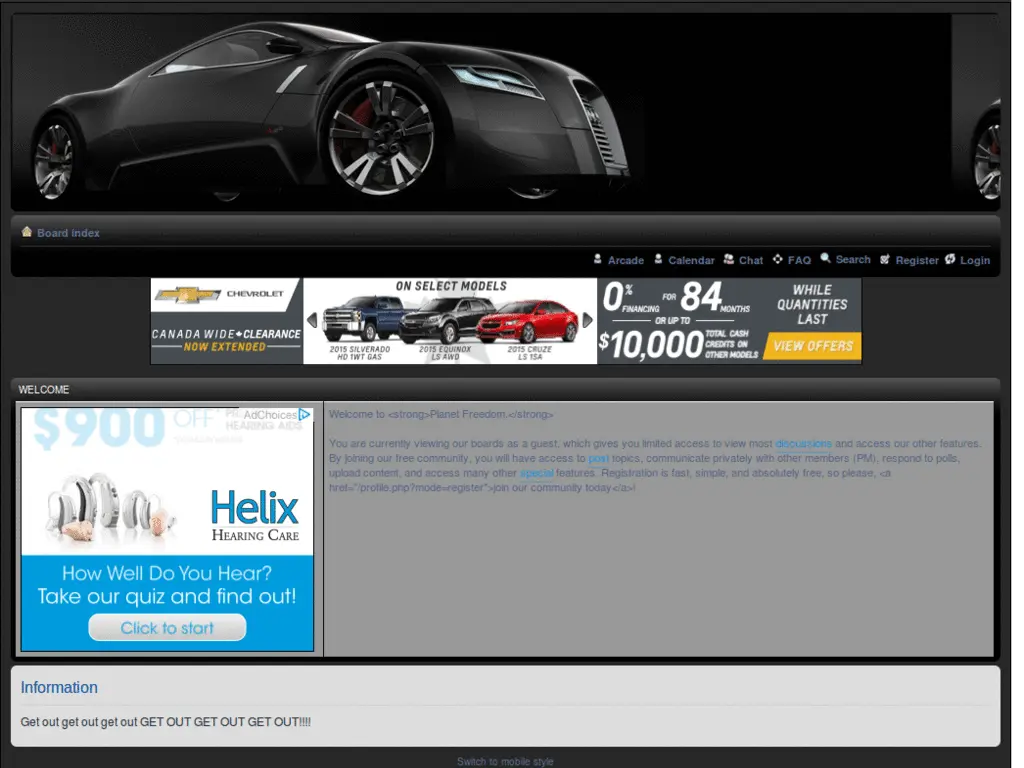 Board index
Arcade Calendar Chat FAQ Search Register Login
CHEVROLET
CANADA WIDE CLEARANCE
NOW EXTENDED
ON SELECT MODELS
2015 SILVERADO
HD 1WT GAS
2015 EQUINOX
LS AWD
2015 CRUZE
LS 1SA
0% FINANCING FOR 84 MONTHS
OR UP TO
$10,000 TOTAL CASH CREDITS ON OTHER MODELS
WHILE
QUANTITIES
LAST
VIEW OFFERS
WELCOME
$900 OFF
AdChoices
HEARING AIDS
Helix
HEARING CARE
How Well Do You Hear?
Take our quiz and find out!
Click to start
Welcome to <strong>Planet Freedom.</strong>
You are currently viewing our boards as a guest, which gives you limited access to view most discussions and access our other features.
By joining our free community, you will have access to post topics, communicate privately with other members (PM), respond to polls,
upload content, and access many other special features. Registration is fast, simple, and absolutely free, so please, <a
href="/profile.php?mode=register">join our community today</a>!
Information
Get out get out get out GET OUT GET OUT GET OUT!!!!
Switch to mobile style